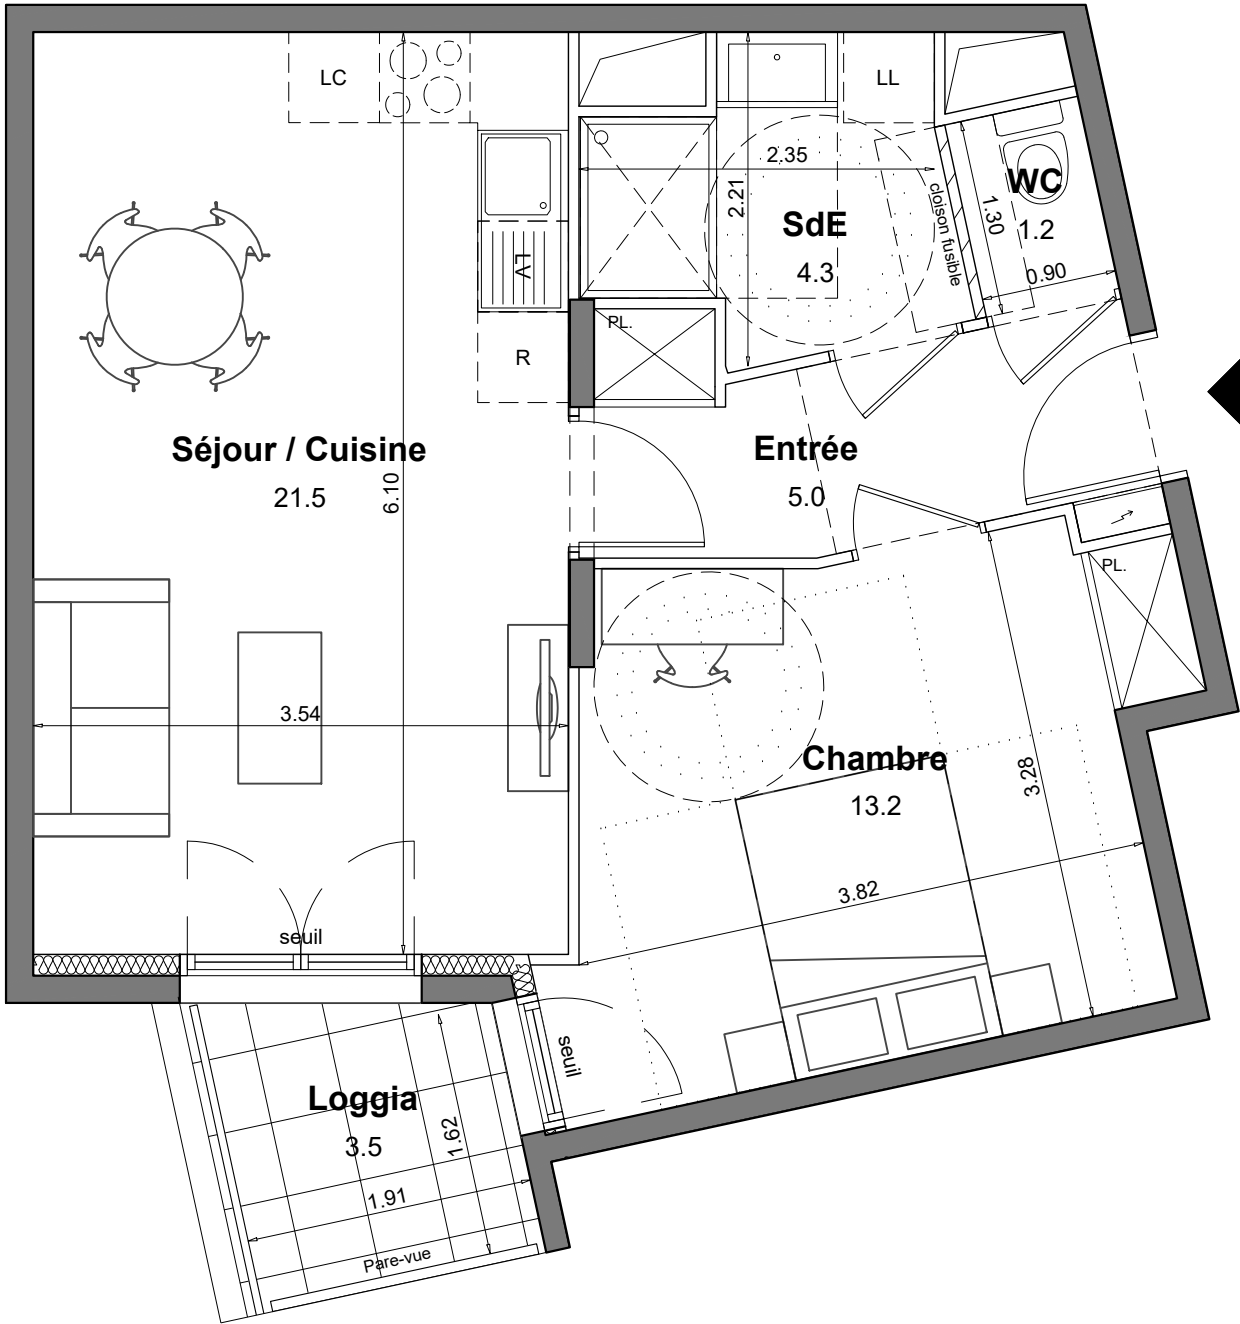 LC
LL
2.35
2.21
SdE
4.3
cloison fusible
1.30
WC
1.2
0.90
LV
PL.
R
Séjour / Cuisine
21.5
6.10
Entrée
5.0
PL.
3.54
Chambre
13.2
3.28
3.82
seuil
seuil
Loggia
3.5
1.62
1.91
Pare-vue